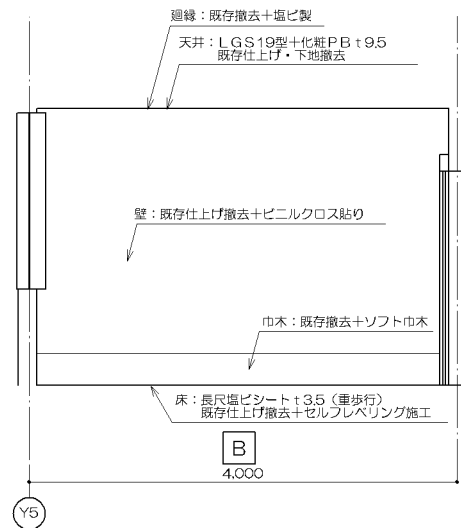 廻縁：既存撤去＋塩ビ製
天井：ＬＧＳ19型＋化粧ＰＢｔ9.5
既存仕上げ・下地撤去
壁：既存仕上げ撤去＋ビニルクロス貼り
巾木：既存撤去＋ソフト巾木
床：長尺塩ビシートｔ3.5（重歩行）
既存仕上げ撤去＋セルフレベリング施工
B
4,000
Y5